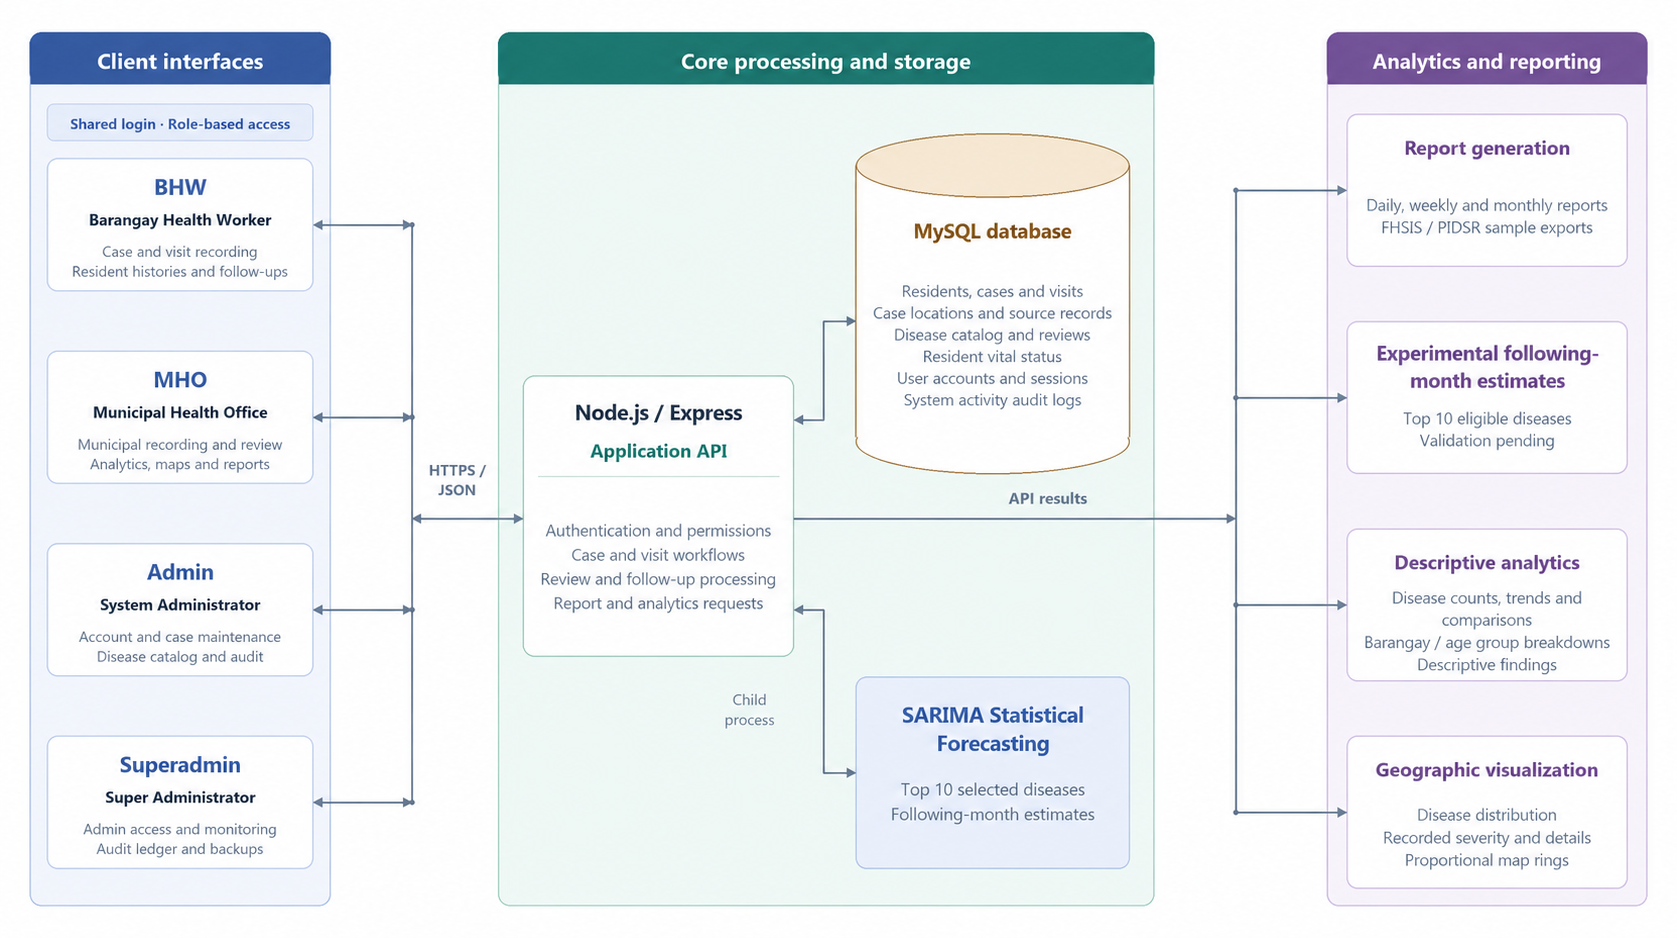 Client interfaces
Shared login · Role-based access
BHW
Barangay Health Worker
Case and visit recording
Resident histories and follow-ups
MHO
Municipal Health Office
Municipal recording and review
Analytics, maps and reports
Admin
System Administrator
Account and case maintenance
Disease catalog and audit
Superadmin
Super Administrator
Admin access and monitoring
Audit ledger and backups
HTTPS /
JSON
Core processing and storage
Node.js / Express
Application API
Authentication and permissions
Case and visit workflows
Review and follow-up processing
Report and analytics requests
MySQL database
Residents, cases and visits
Case locations and source records
Disease catalog and reviews
Resident vital status
User accounts and sessions
System activity audit logs
API results
Child
process
SARIMA Statistical
Forecasting
Top 10 selected diseases
Following-month estimates
Analytics and reporting
Report generation
Daily, weekly and monthly reports
FHSIS / PIDSR sample exports
Experimental following-
month estimates
Top 10 eligible diseases
Validation pending
Descriptive analytics
Disease counts, trends and
comparisons
Barangay / age group breakdowns
Descriptive findings
Geographic visualization
Disease distribution
Recorded severity and details
Proportional map rings